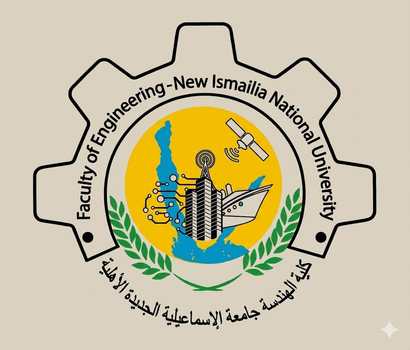 Faculty of Engineering-New Ismailia National University
كلية الهندسة جامعة الإسماعيلية الجديدة الأهلية